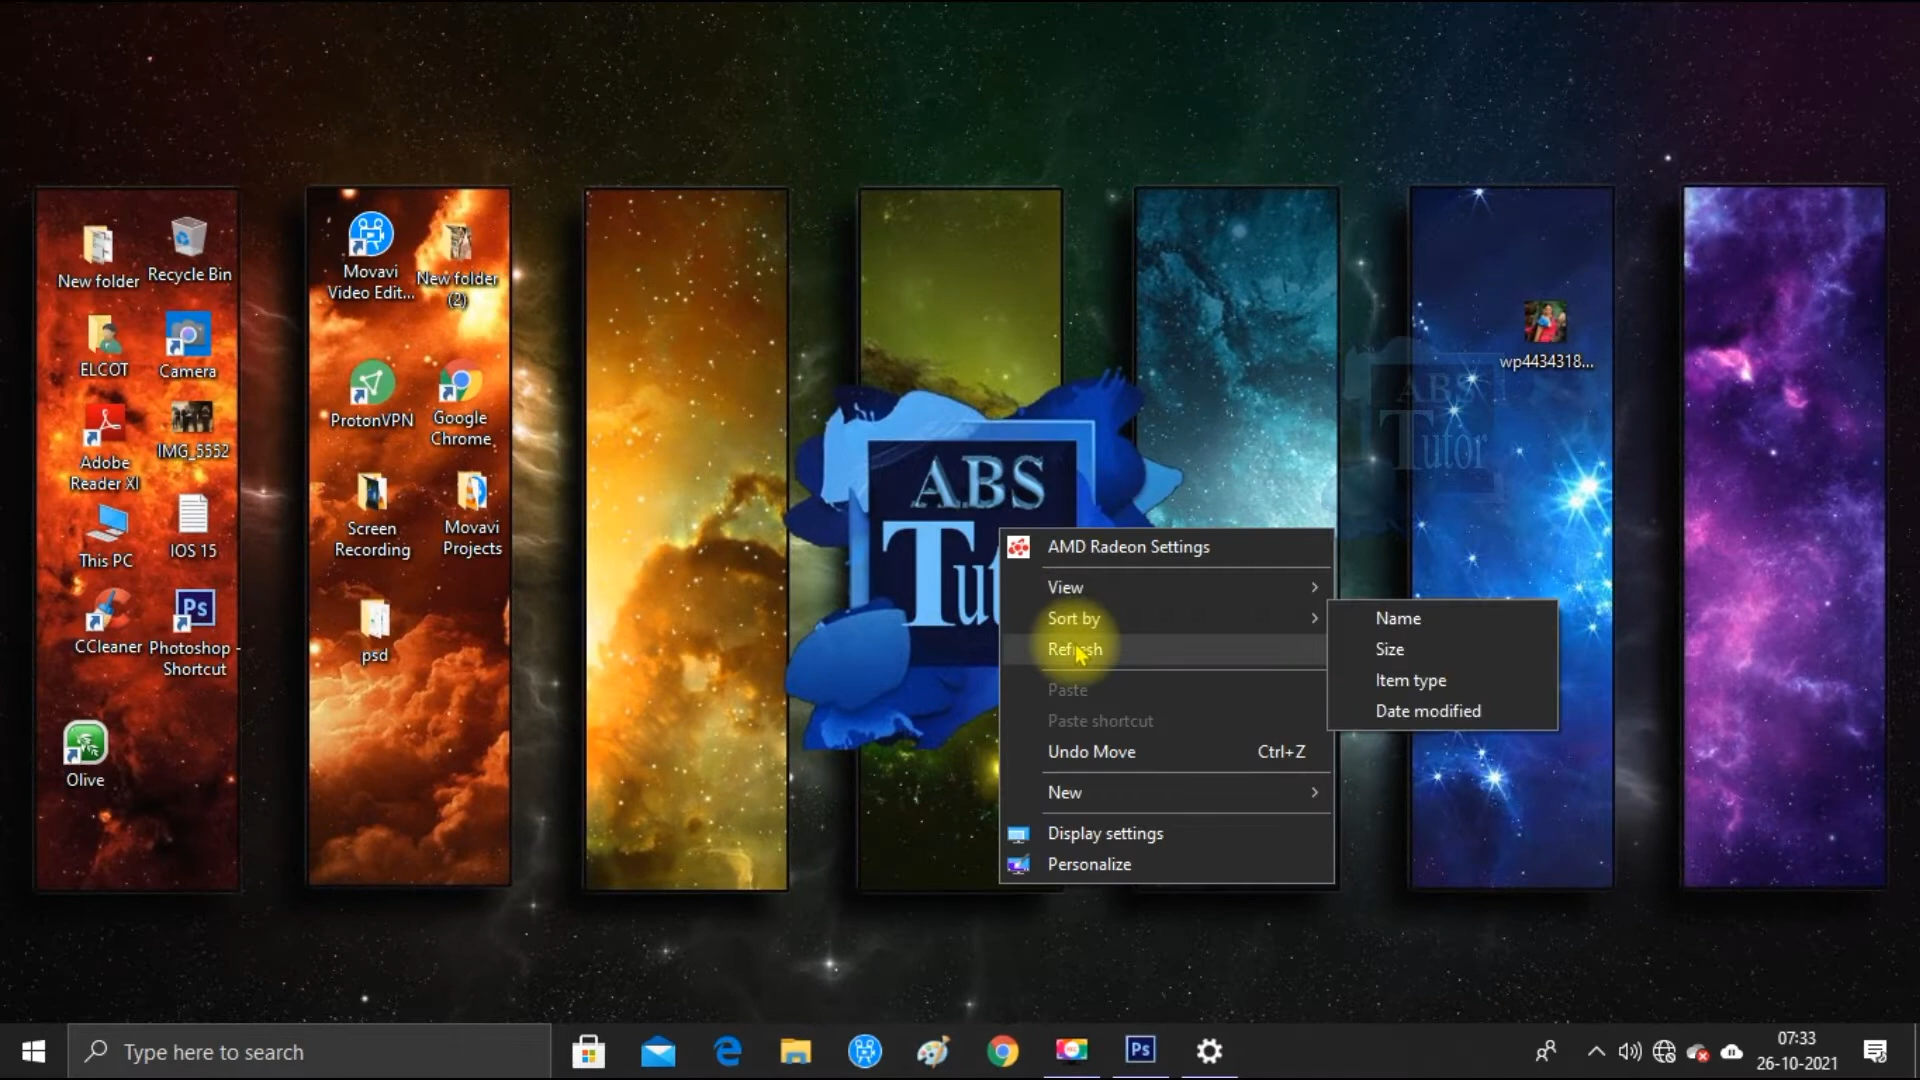 New folder
Recycle Bin
ELCOT
Camera
Adobe
Reader XI
IMG_5552
This PC
IOS 15
CCleaner
Photoshop -
Shortcut
Olive
Movavi
Video Edit...
New folder
(2)
ProtonVPN
Google
Chrome
Screen
Recording
Movavi
Projects
psd
ABS
Tut
wp4434318...
ABS
Tutor
AMD Radeon Settings
View
Sort by
Refresh
Paste
Paste shortcut
Undo Move Ctrl+Z
New
Display settings
Personalize
Name
Size
Item type
Date modified
Type here to search
Ps
07:33
26-10-2021